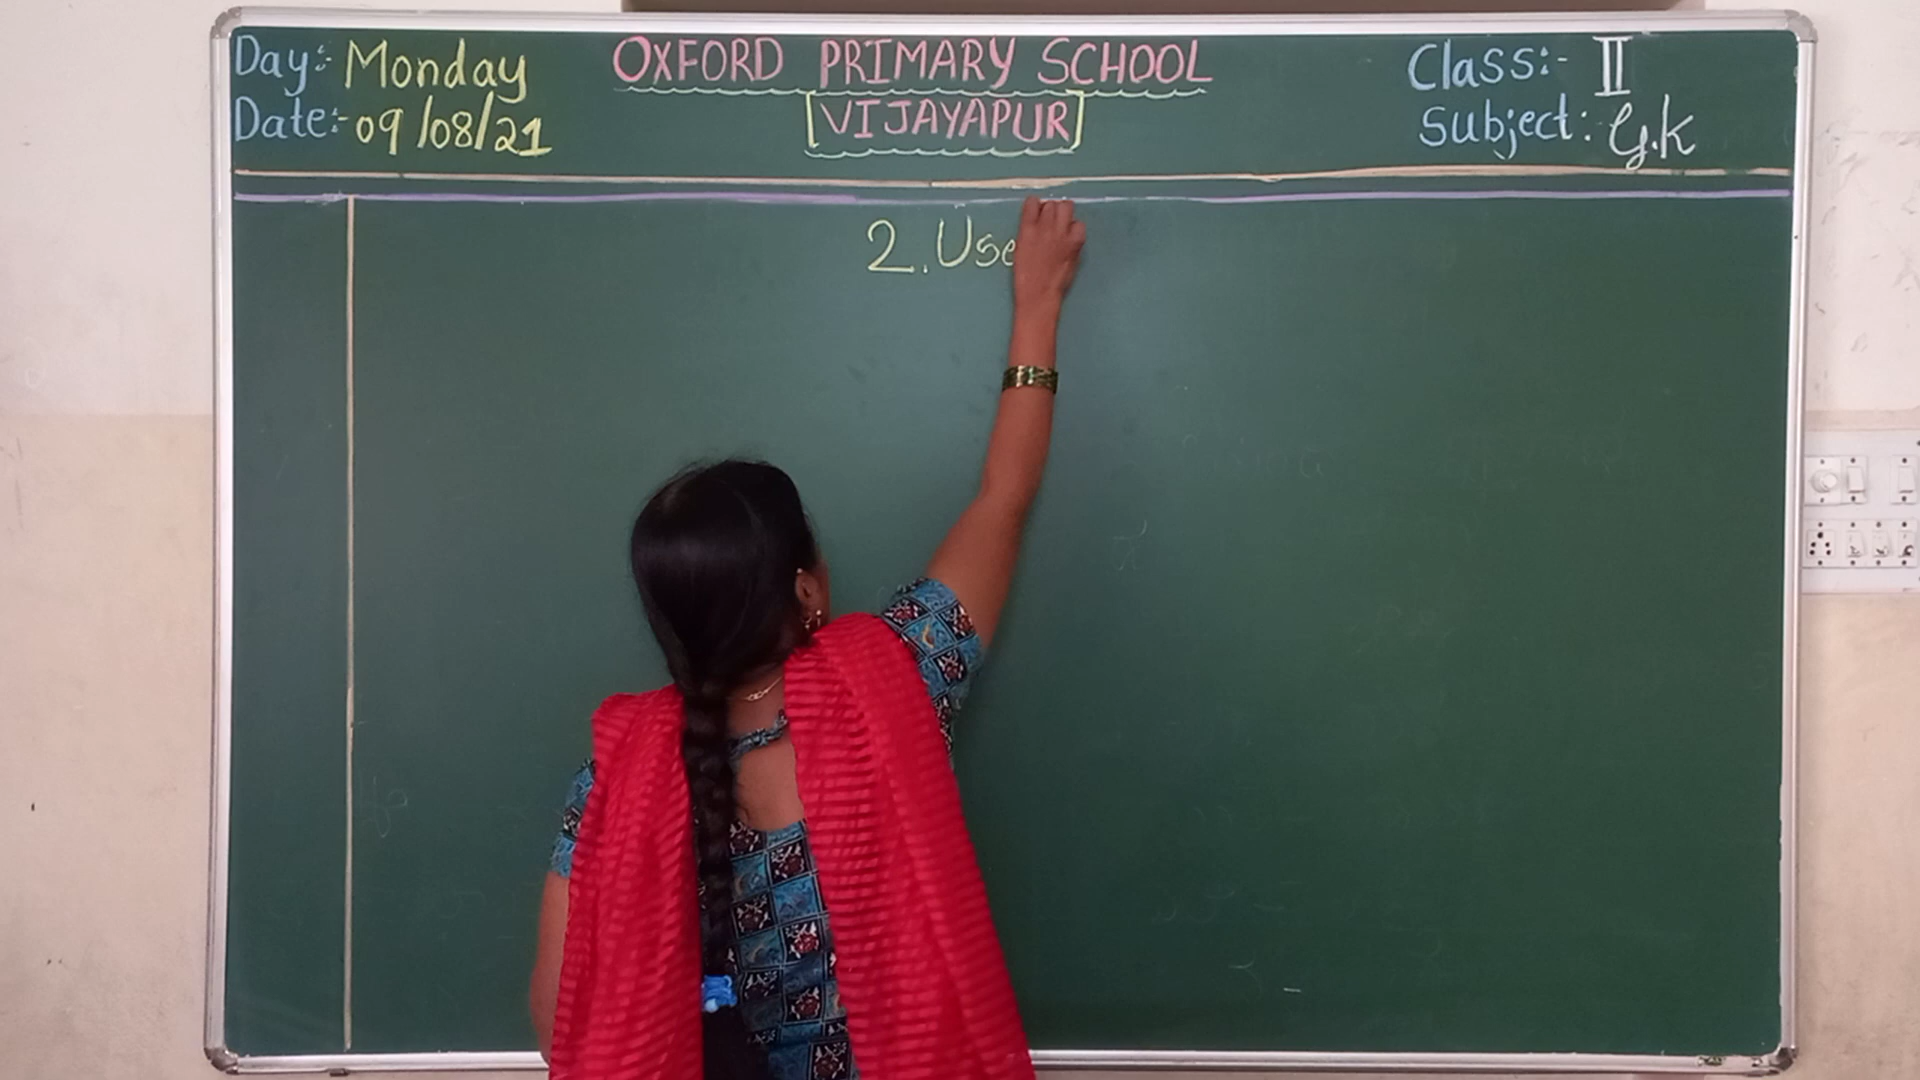 Day:- Monday
OXFORD PRIMARY SCHOOL
Class:- II
Date:- 09/08/21
[VIJAYAPUR]
Subject: G.K
2. Use